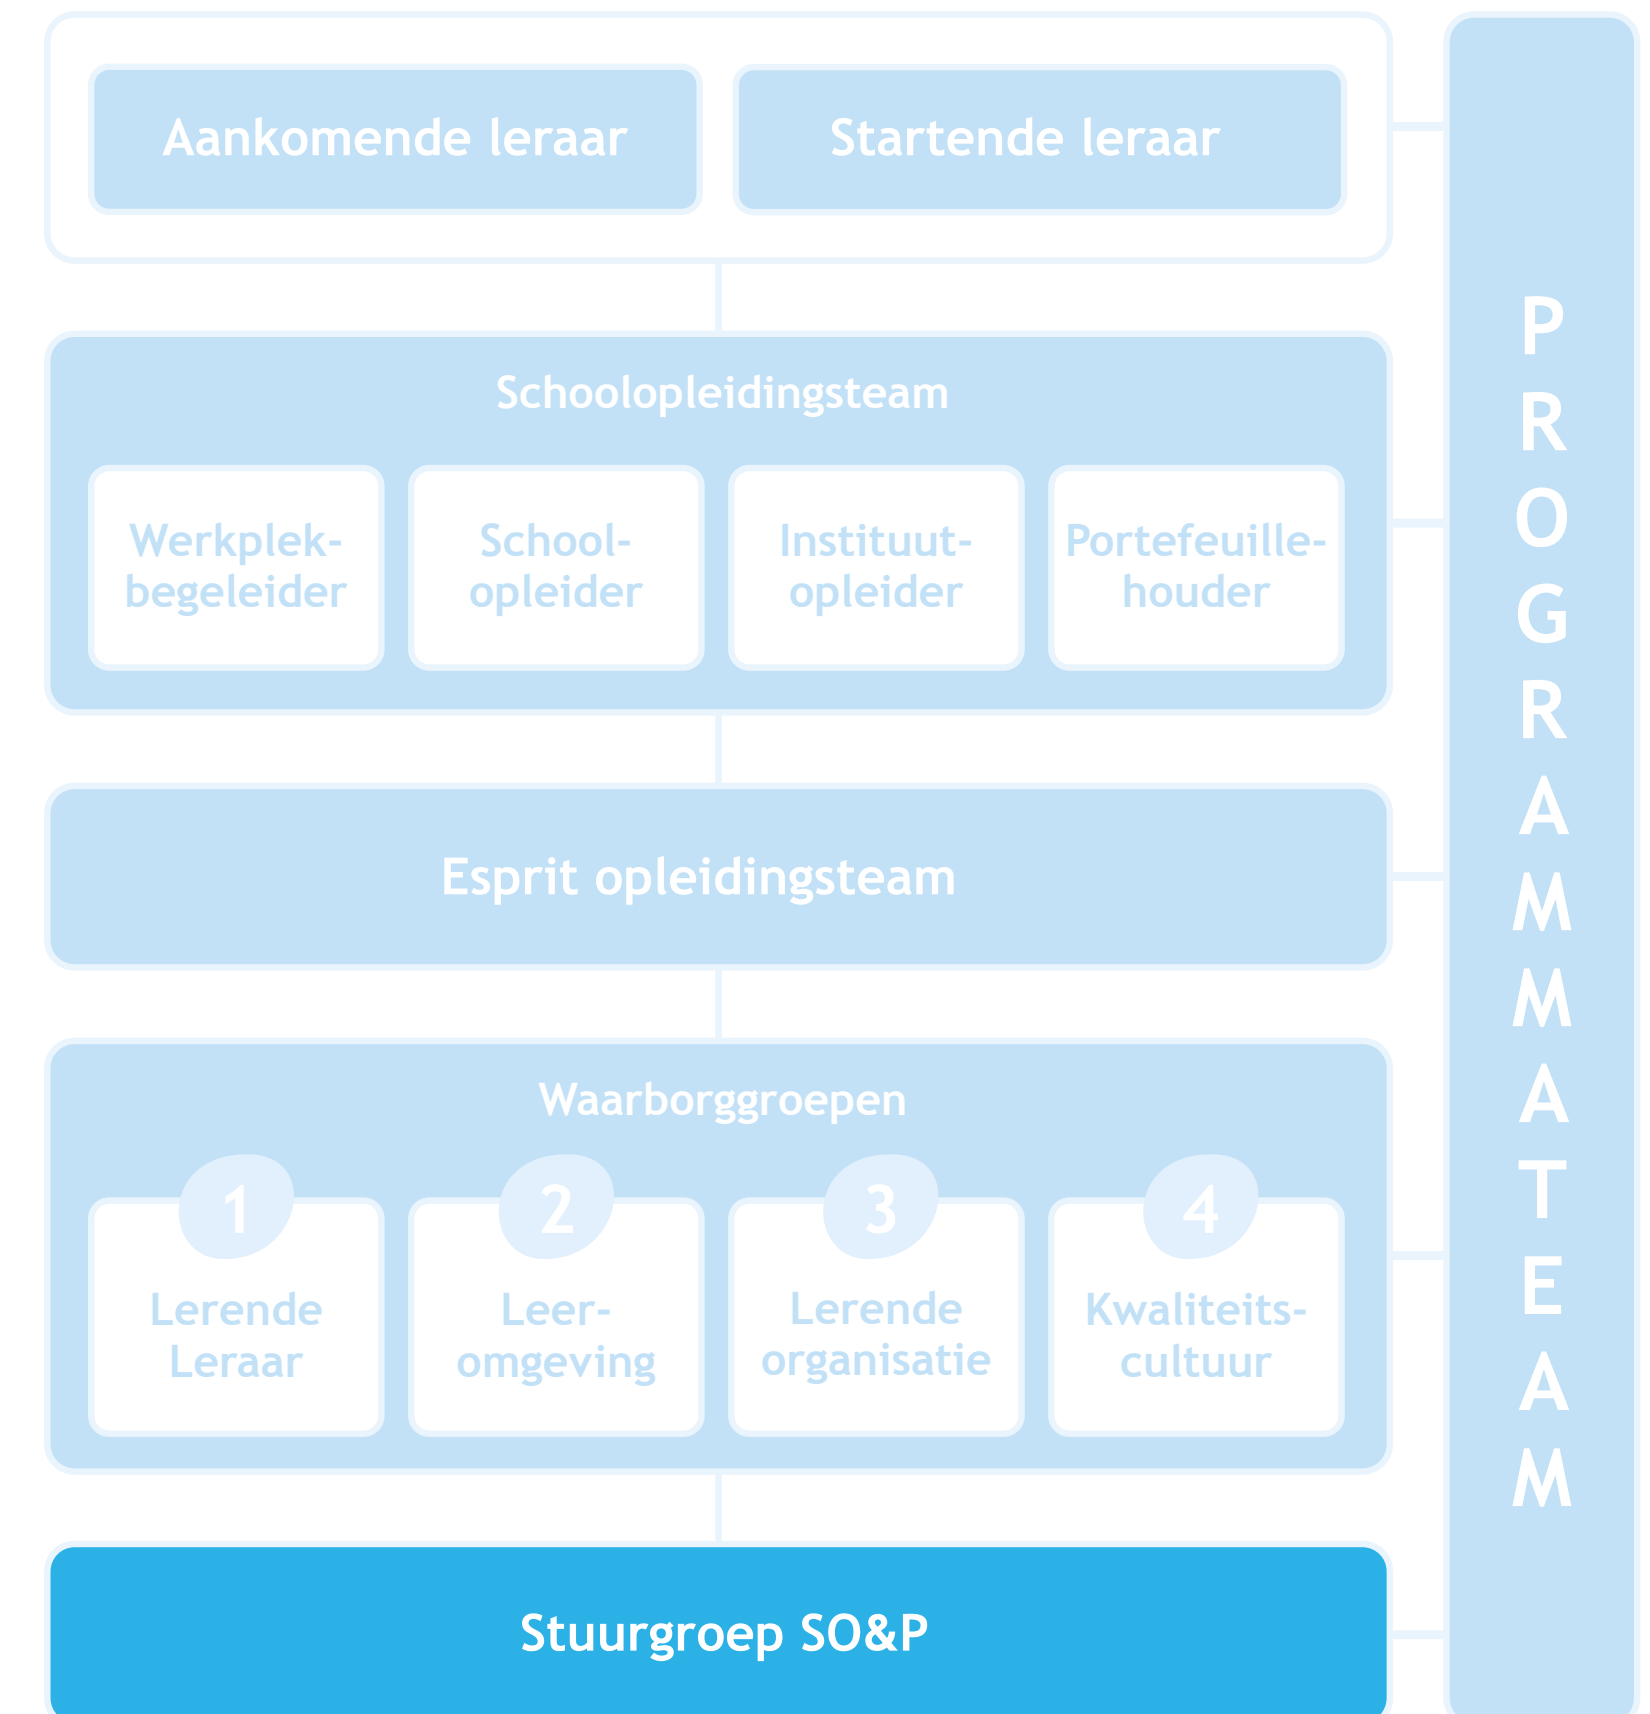 Aankomende leraar
Startende leraar
Schoolopleidingsteam
Werkplek-
begeleider
School-
opleider
Instituut-
opleider
Portefeuille-
houder
Esprit opleidingsteam
Waarborggroepen
1
Lerende
Leraar
2
Leer-
omgeving
3
Lerende
organisatie
4
Kwaliteits-
cultuur
Stuurgroep SO&P
PROGRAMMATEAM